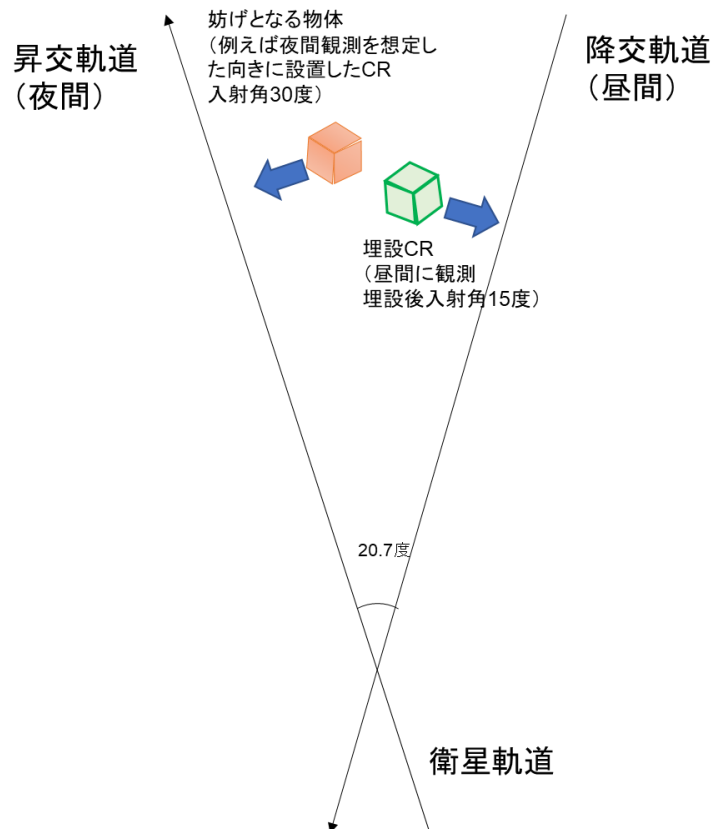 妨げとなる物体
（例えば夜間観測を想定し
た向きに設置したCR
入射角30度）
昇交軌道
（夜間）
降交軌道
（昼間）
埋設CR
（昼間に観測
埋設後入射角15度）
20.7度
衛星軌道